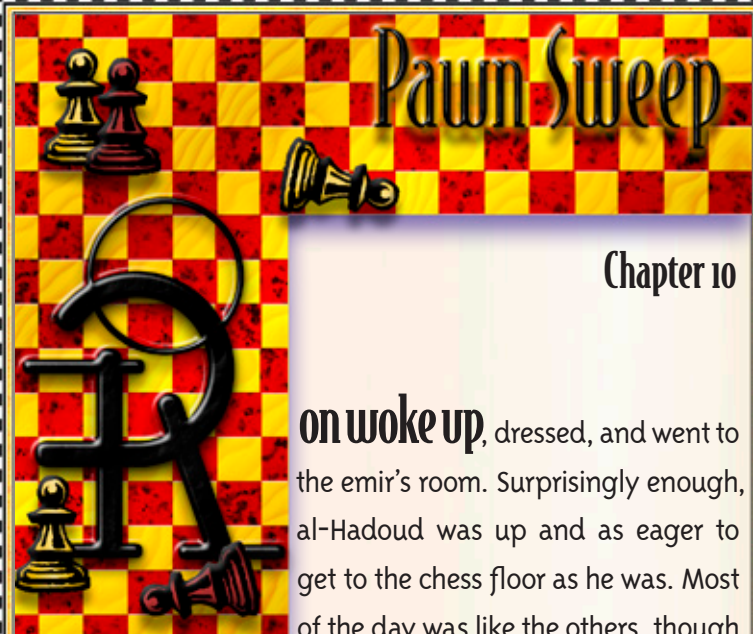 Pawn Sweep
Chapter 10
Ron woke up, dressed, and went to
the emir's room. Surprisingly enough,
al-Hadoud was up and as eager to
get to the chess floor as he was. Most
of the day was like the others, though